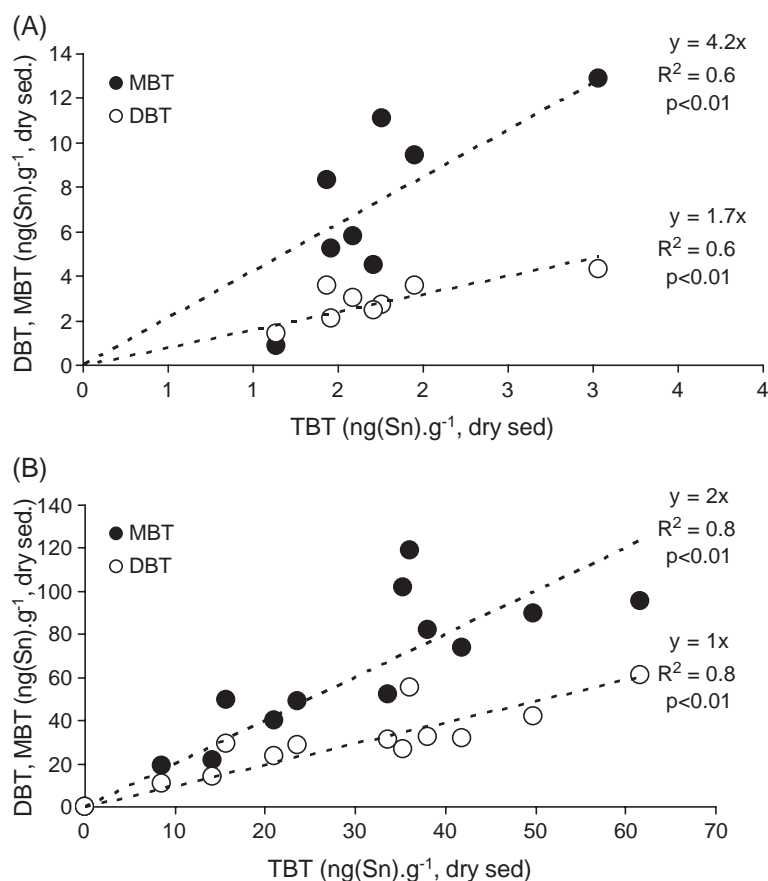 (A)
14
12
10
8
6
4
2
0
DBT, MBT (ng(Sn).g-1, dry sed.)
MBT
DBT
y = 4.2x
R2 = 0.6
p<0.01
y = 1.7x
R2 = 0.6
p<0.01
0 1 1 2 2 3 3 4 4
TBT (ng(Sn).g-1, dry sed)
(B)
140
120
100
80
60
40
20
0
DBT, MBT (ng(Sn).g-1, dry sed.)
MBT
DBT
y = 2x
R2 = 0.8
p<0.01
y = 1x
R2 = 0.8
p<0.01
0 10 20 30 40 50 60 70
TBT (ng(Sn).g-1, dry sed)